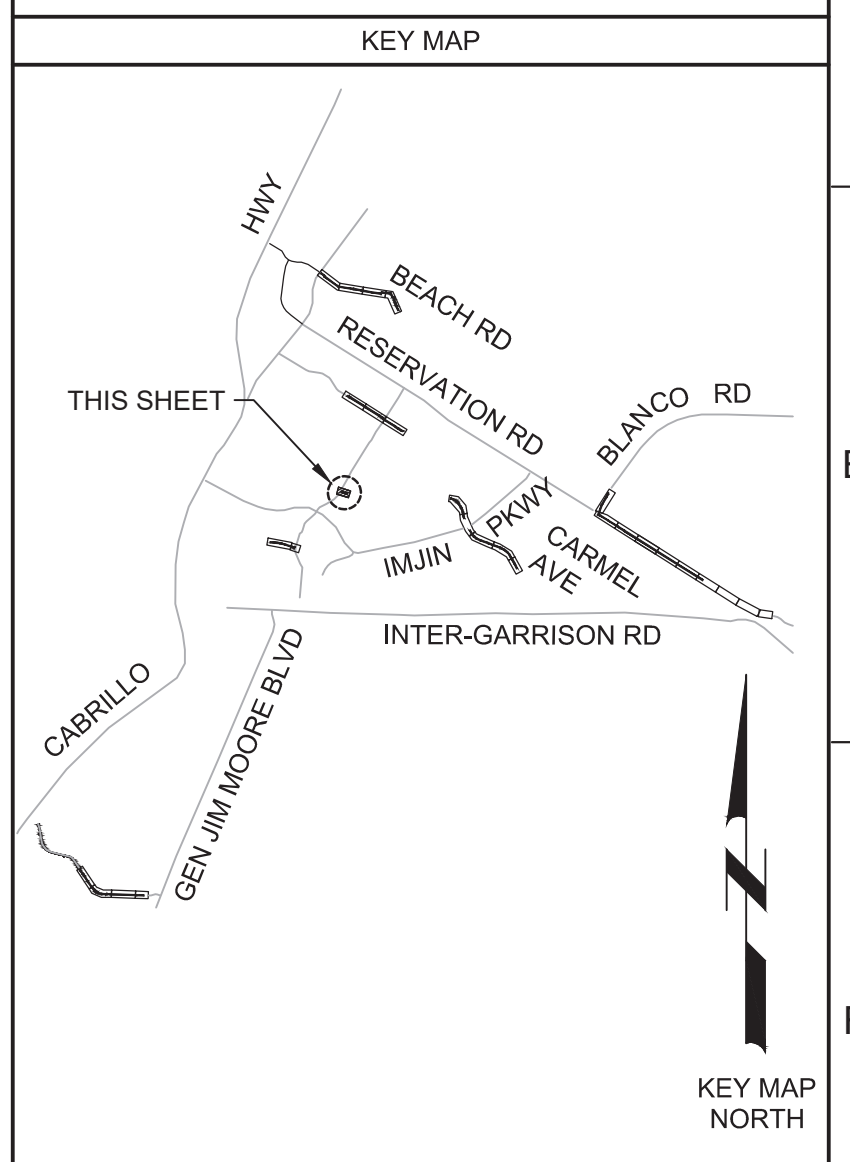 KEY MAP
HWY
BEACH RD
RESERVATION RD
THIS SHEET
BLANCO RD
PKWY
IMJIN
CARMEL
AVE
INTER-GARRISON RD
CABRILLO
GEN JIM MOORE BLVD
N
KEY MAP
NORTH